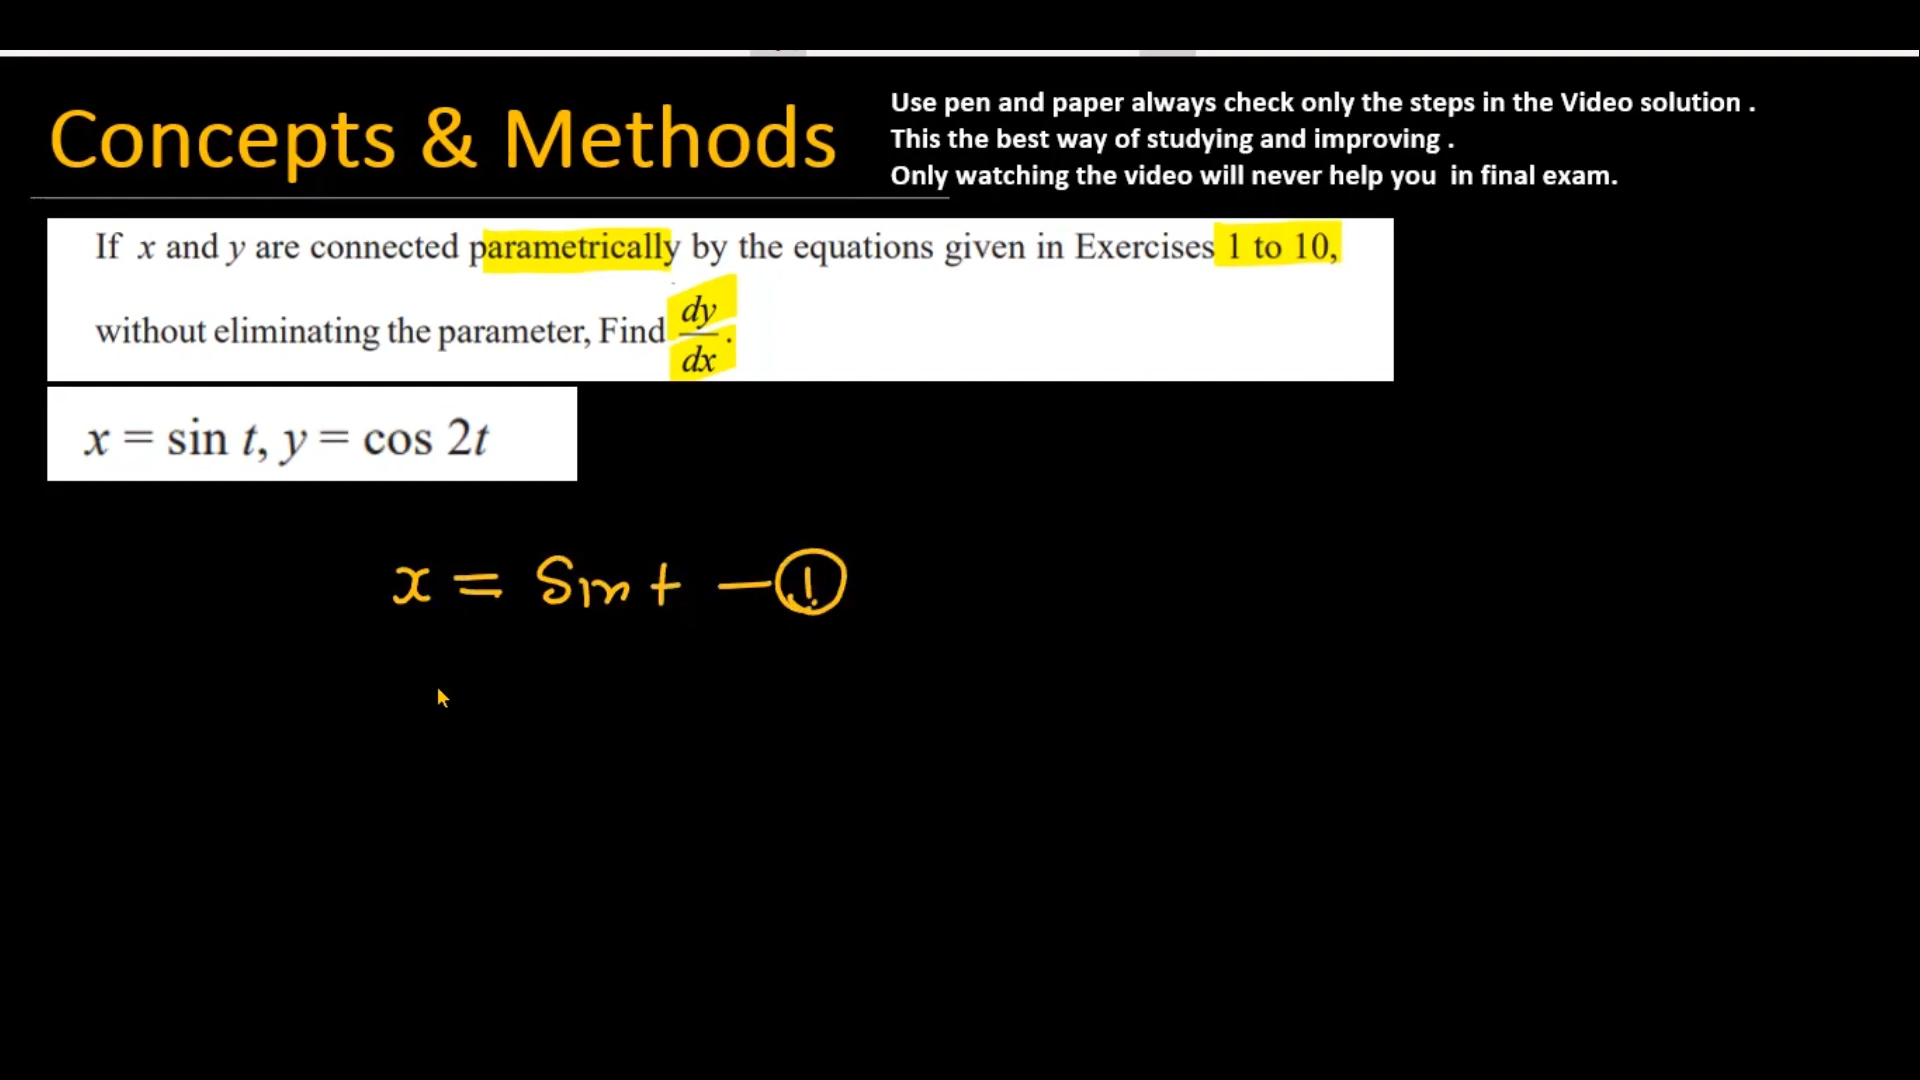 Concepts & Methods
Use pen and paper always check only the steps in the Video solution .
This the best way of studying and improving .
Only watching the video will never help you in final exam.
If x and y are connected parametrically by the equations given in Exercises 1 to 10,
without eliminating the parameter, Find dy/dx.
x = sin t, y = cos 2t
x = Sin t — ①